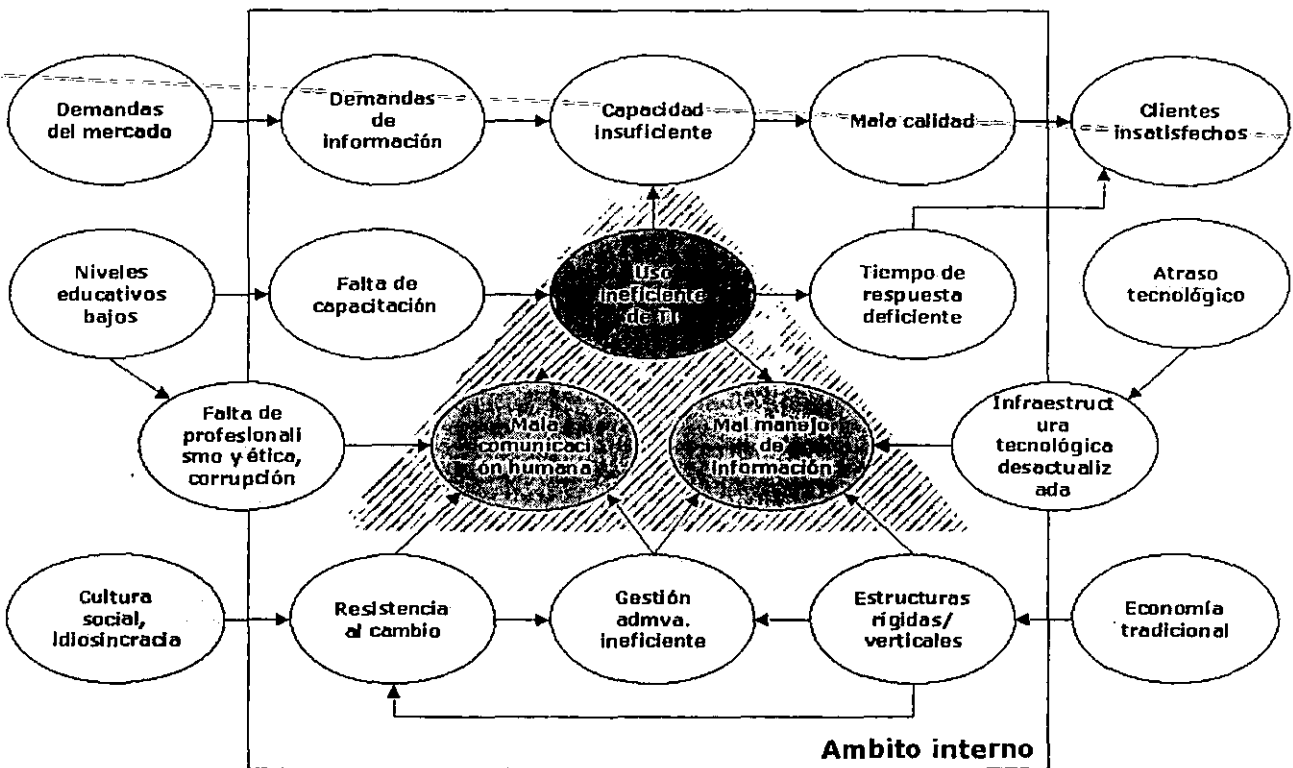 Demandas
del mercado
Demandas
de
información
Capacidad
insuficiente
Mala calidad
Clientes
insatisfechos
Niveles
educativos
bajos
Falta de
capacitación
Uso
ineficiente
de TI
Tiempo de
respuesta
deficiente
Atraso
tecnológico
Falta de
profesionali
smo y ética,
corrupción
Mala
comunicaci
ón humana
Mal manejo
de
información
Infraestruct
ura
tecnológica
desactualiz
ada
Cultura
social,
Idiosincracia
Resistencia
al cambio
Gestión
admva.
ineficiente
Estructuras
rígidas/
verticales
Economía
tradicional
Ambito interno